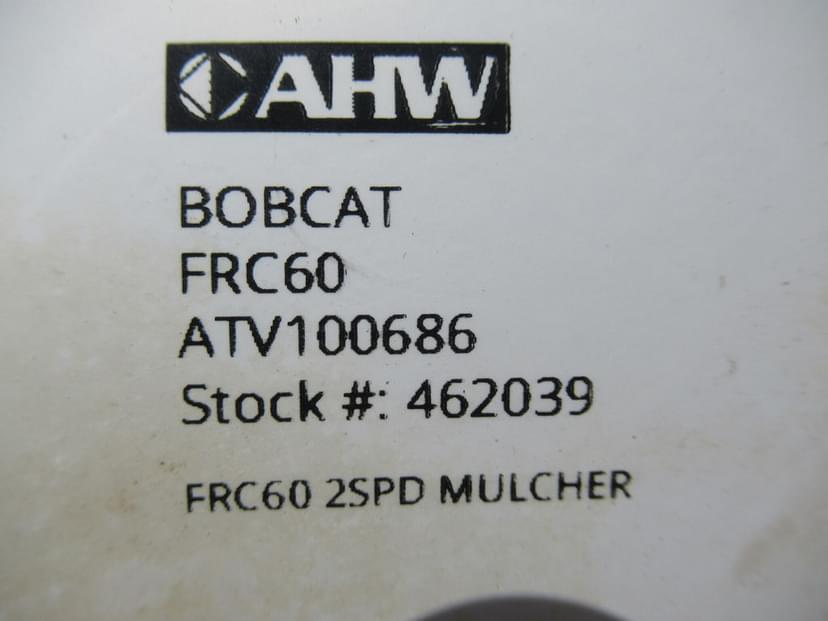 AHW
BOBCAT
FRC60
ATV100686
Stock #: 462039
FRC60 2SPD MULCHER